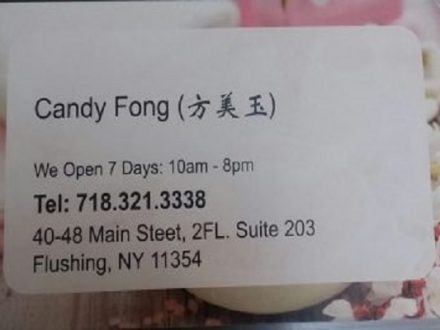 Candy Fong (方美玉)
We Open 7 Days: 10am - 8pm
Tel: 718.321.3338
40-48 Main Steet, 2FL. Suite 203
Flushing, NY 11354